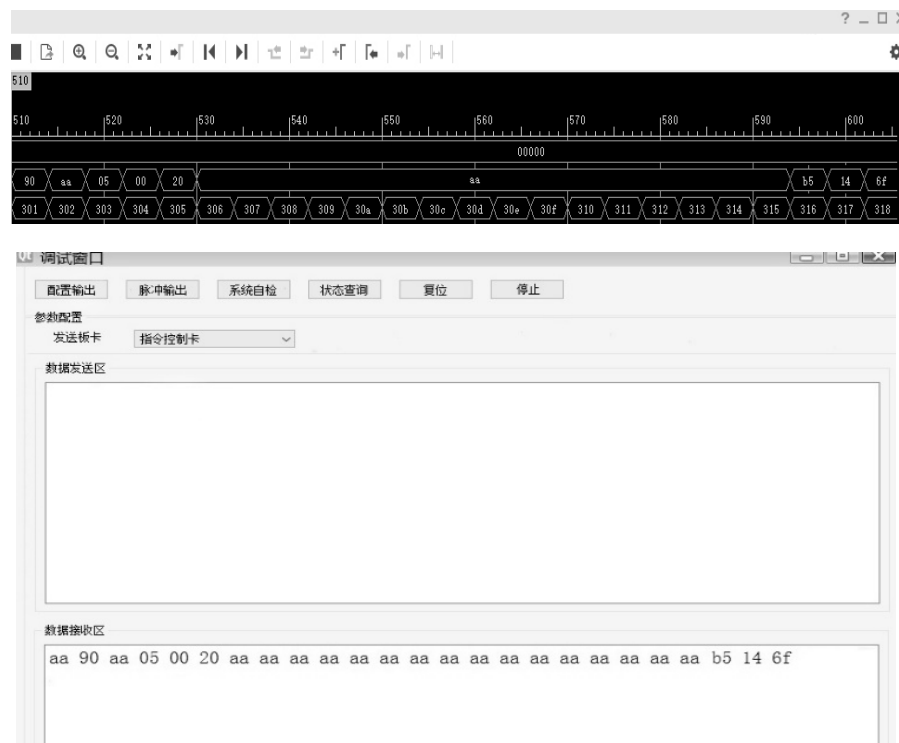 ? _ □
510
510 520 530 540 550 560 570 580 590 600
00000
90 aa 05 00 20 aa b5 14 6f
301 302 303 304 305 306 307 308 309 30a 30b 30c 30d 30e 30f 310 311 312 313 314 315 316 317 318
调试窗口
配置输出 脉冲输出 系统自检 状态查询 复位 停止
参数配置
发送板卡 指令控制卡
数据发送区
数据接收区
aa 90 aa 05 00 20 aa aa aa aa aa aa aa aa aa aa aa aa aa aa aa aa b5 14 6f